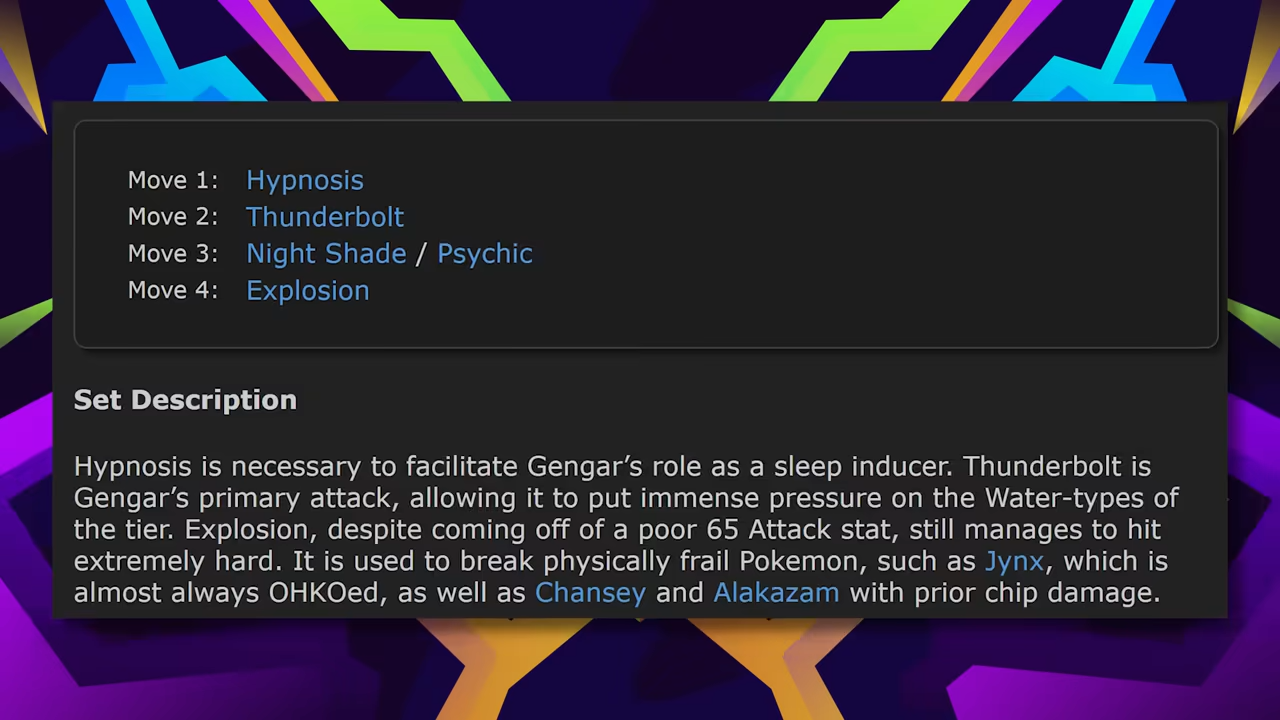 Move 1: Hypnosis
Move 2: Thunderbolt
Move 3: Night Shade / Psychic
Move 4: Explosion
Set Description
Hypnosis is necessary to facilitate Gengar’s role as a sleep inducer. Thunderbolt is
Gengar’s primary attack, allowing it to put immense pressure on the Water-types of
the tier. Explosion, despite coming off of a poor 65 Attack stat, still manages to hit
extremely hard. It is used to break physically frail Pokemon, such as Jynx, which is
almost always OHKOed, as well as Chansey and Alakazam with prior chip damage.